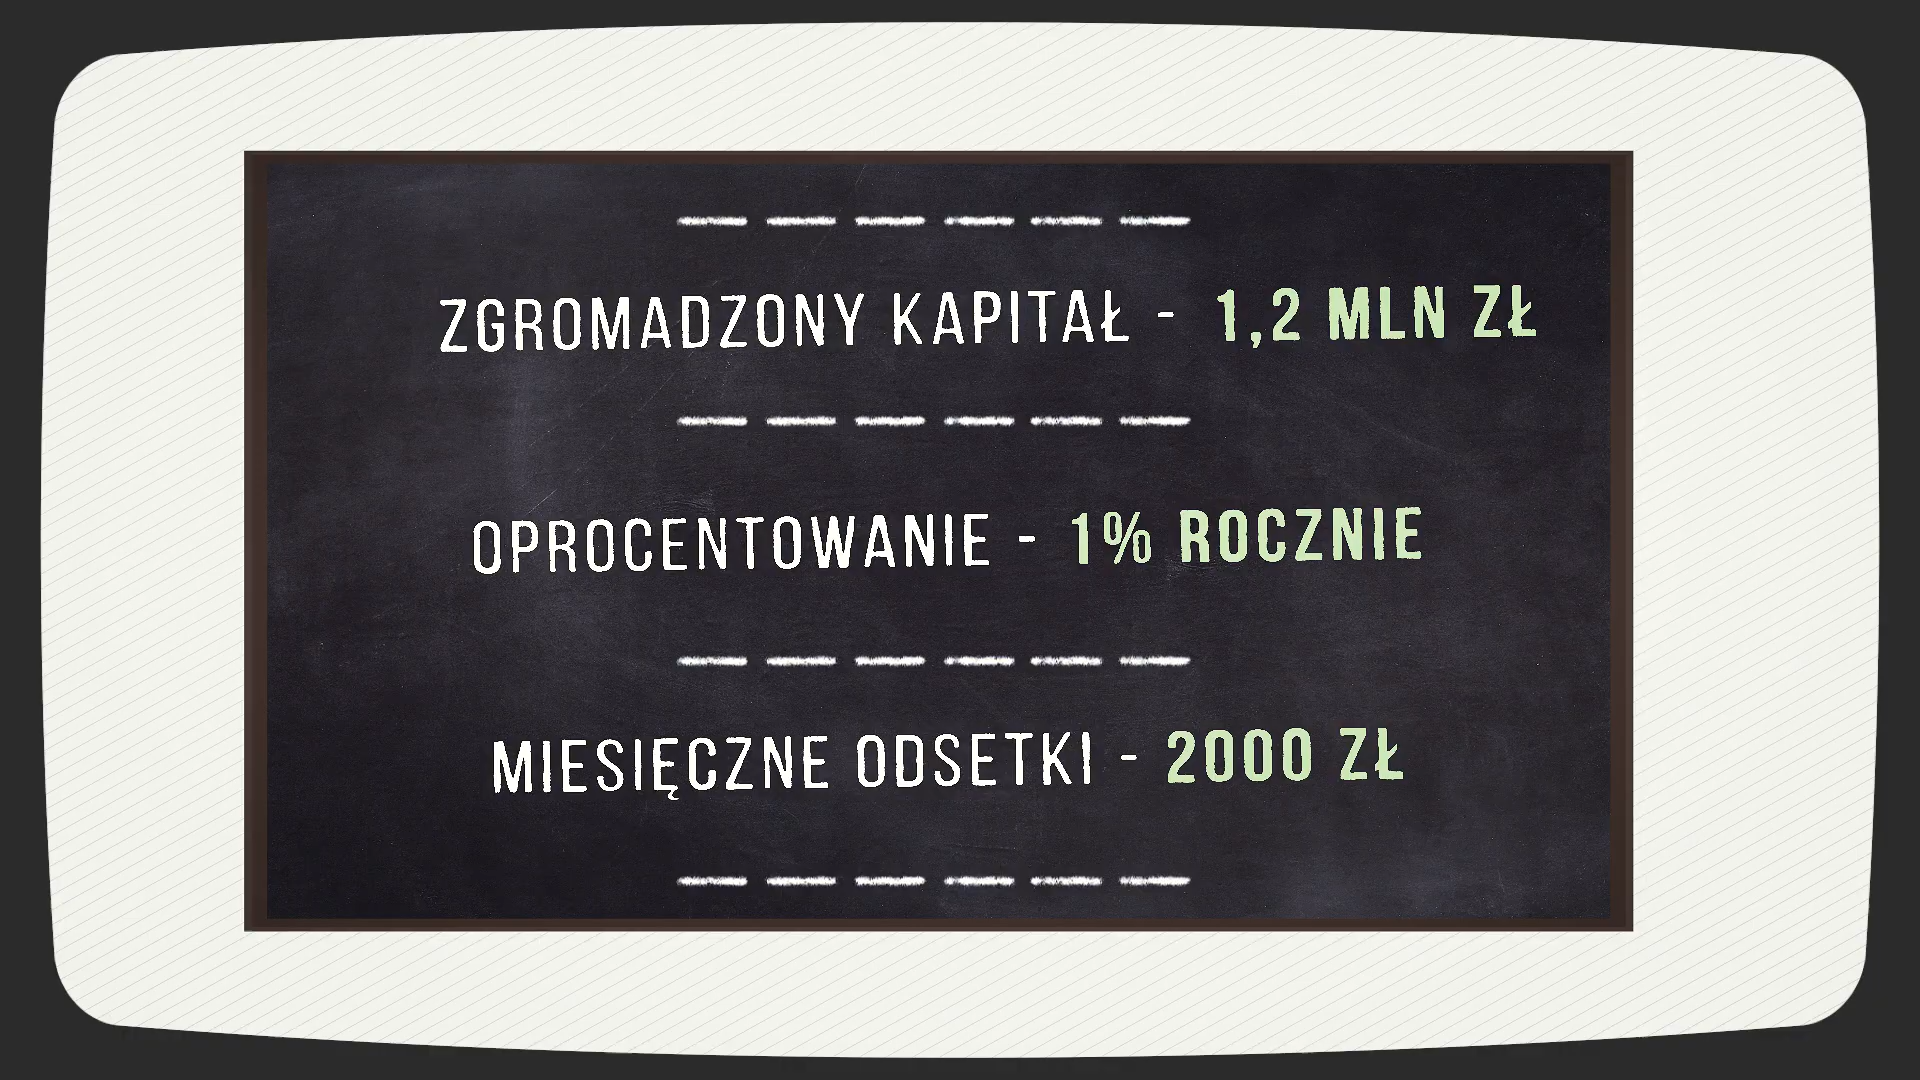 ZGROMADZONY KAPITAŁ - 1,2 MLN ZŁ
OPROCENTOWANIE - 1% ROCZNIE
MIESIĘCZNE ODSETKI - 2000 ZŁ